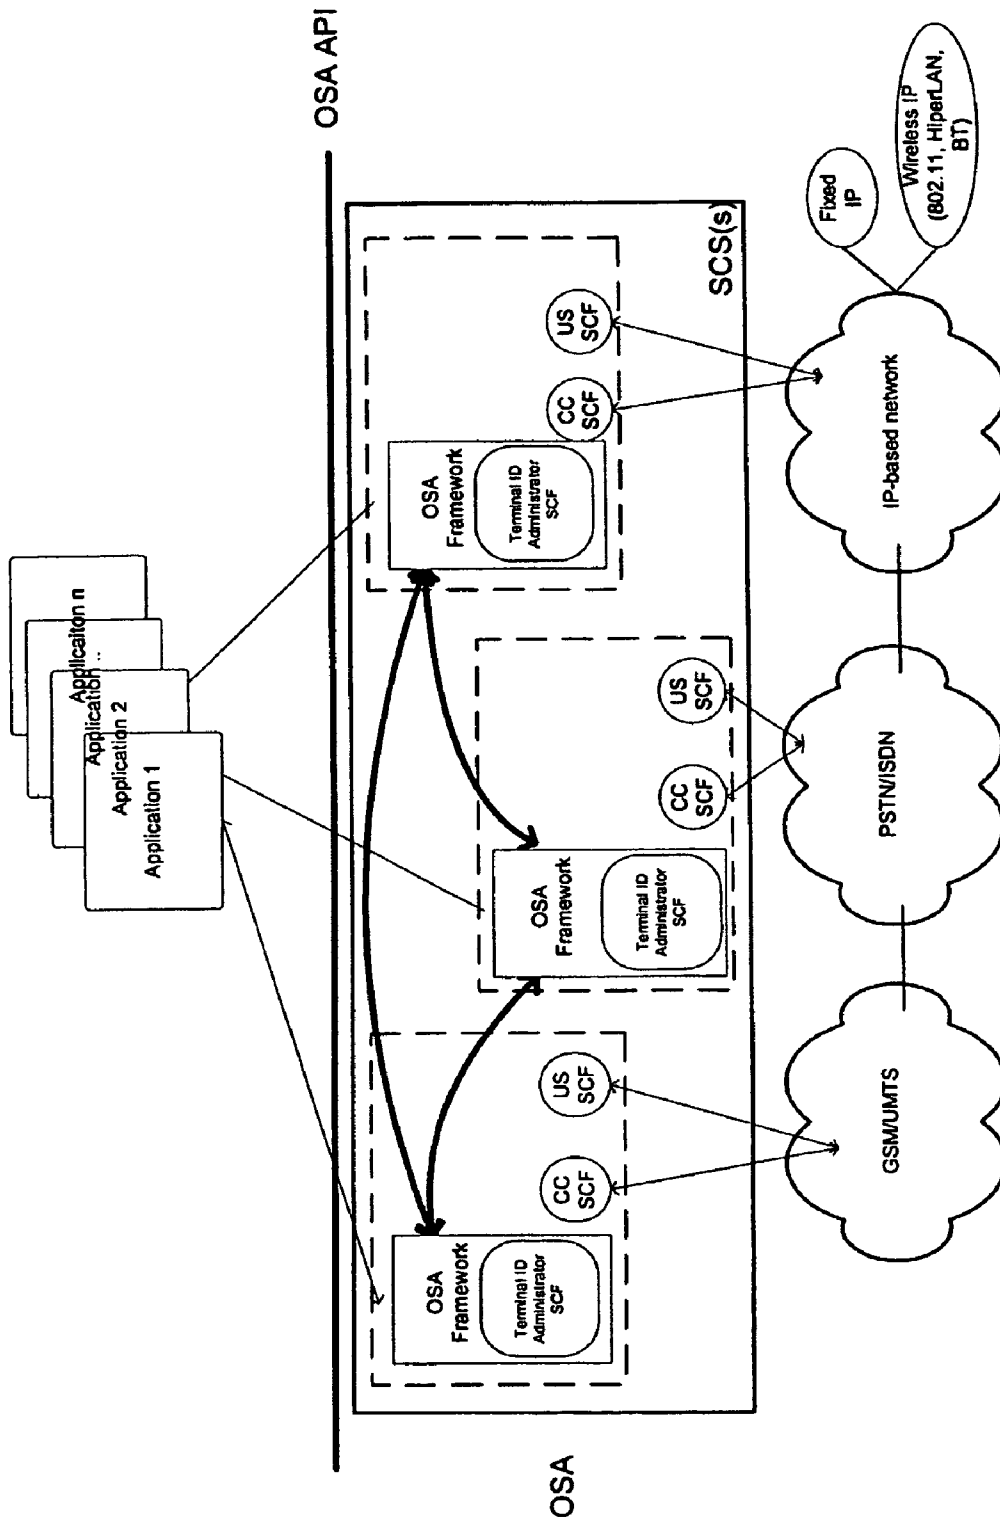 Applicaiton n
Application ..
Application 2
Application 1
OSA API
OSA
SCS(s)
OSA
Framework
Terminal ID
Administrator
SCF
CC
SCF
US
SCF
OSA
Framework
Terminal ID
Administrator
SCF
CC
SCF
US
SCF
OSA
Framework
Terminal ID
Administrator
SCF
CC
SCF
US
SCF
GSM/UMTS
PSTN/ISDN
IP-based network
Fixed
IP
Wireless IP
(802.11, HiperLAN,
BT)